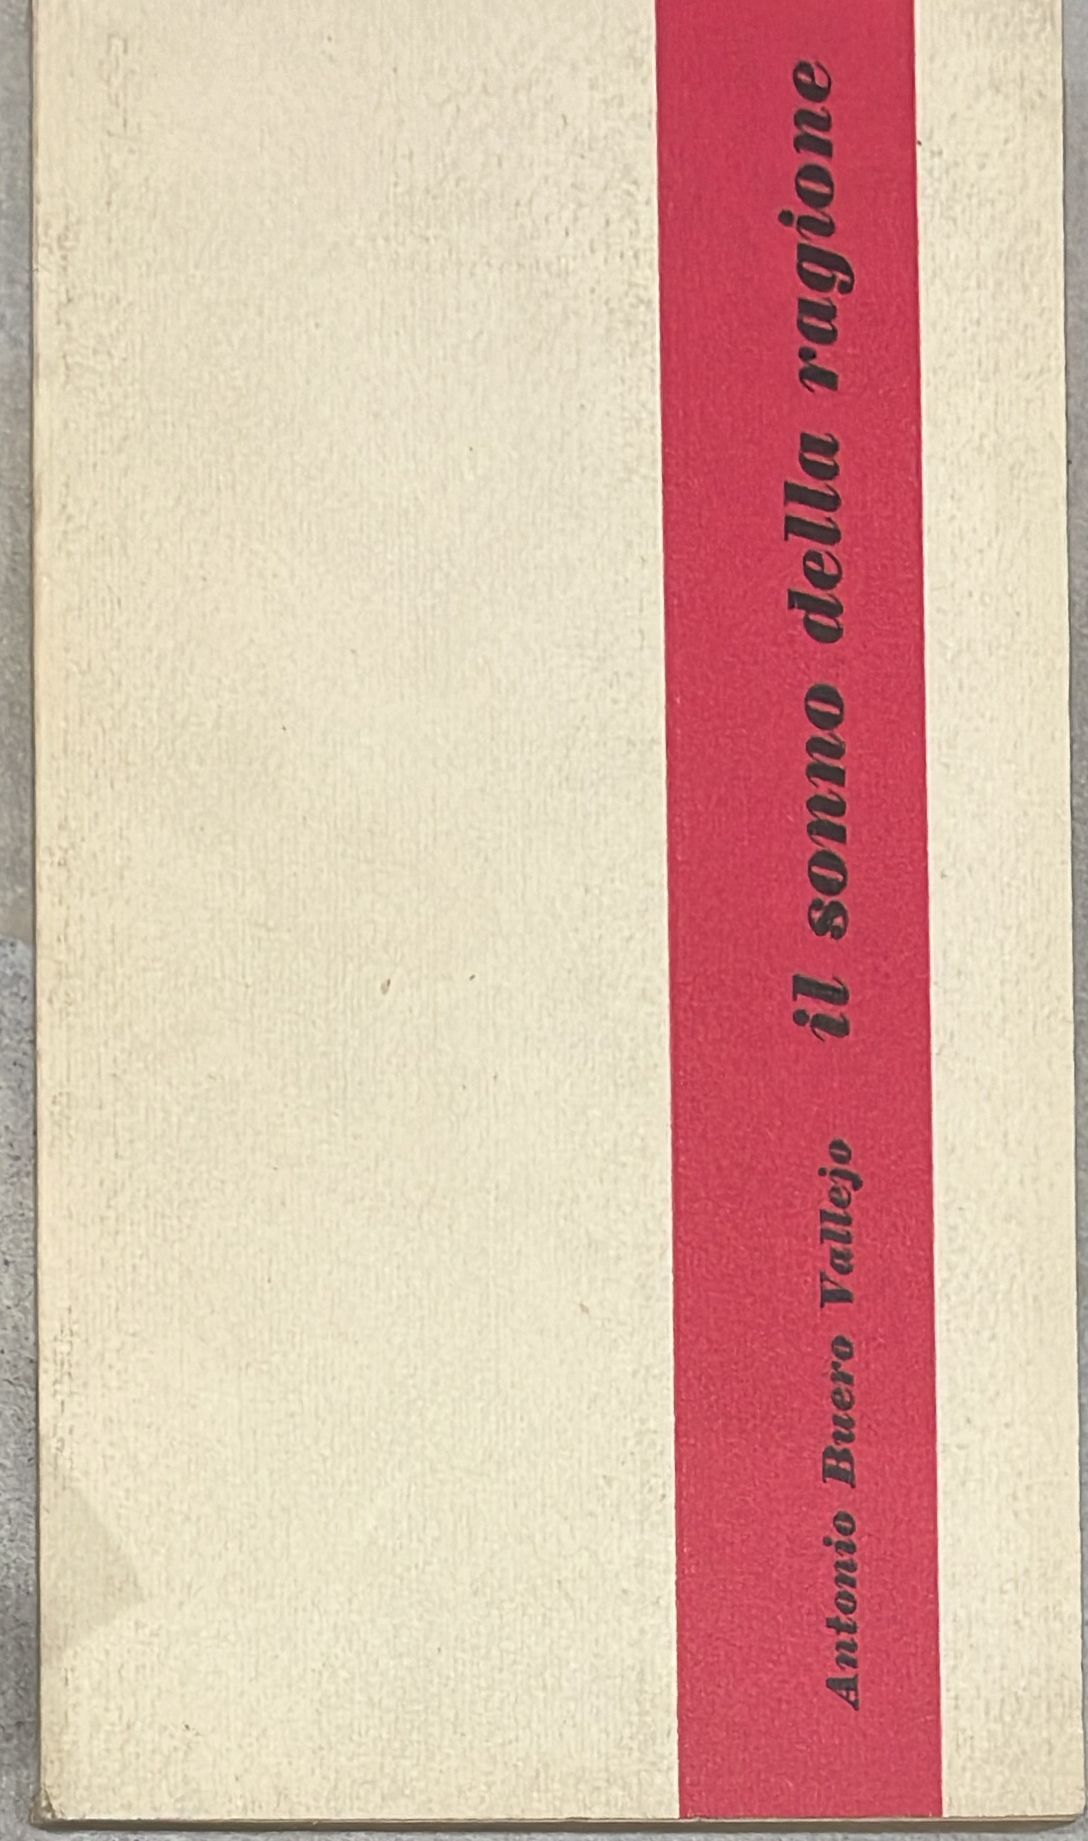 Antonio Buero Vallejo il sonno della ragione